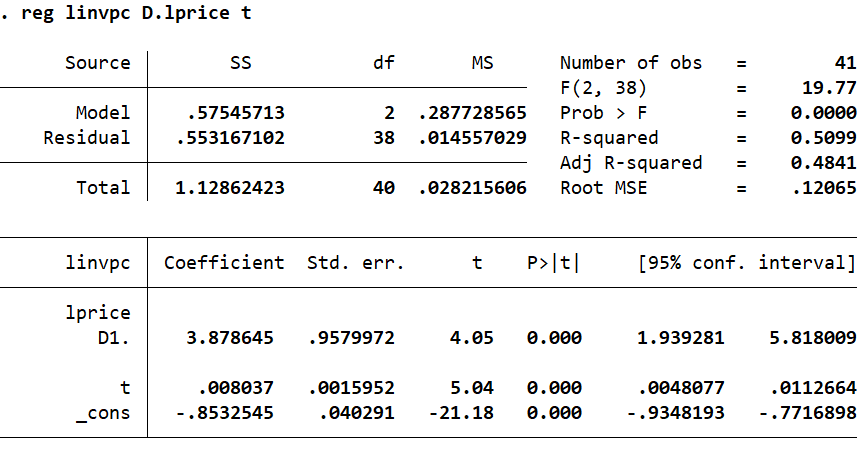 . reg linvpc D.lprice t
Source SS df MS Number of obs = 41
F(2, 38) = 19.77
Model .57545713 2 .287728565 Prob > F = 0.0000
Residual .553167102 38 .014557029 R-squared = 0.5099
Adj R-squared = 0.4841
Total 1.12862423 40 .028215606 Root MSE = .12065
linvpc Coefficient Std. err. t P>|t| [95% conf. interval]
lprice
D1. 3.878645 .9579972 4.05 0.000 1.939281 5.818009
t .008037 .0015952 5.04 0.000 .0048077 .0112664
_cons -.8532545 .040291 -21.18 0.000 -.9348193 -.7716898